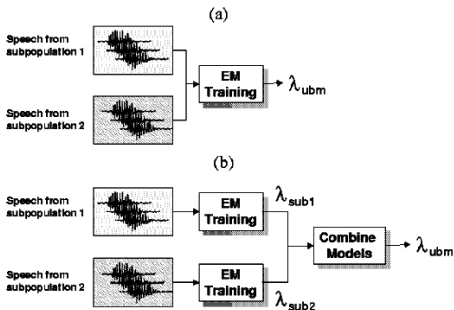 (a)
Speech from
subpopulation 1
Speech from
subpopulation 2
EM
Training
λubm
(b)
Speech from
subpopulation 1
EM
Training
λsub1
Speech from
subpopulation 2
EM
Training
λsub2
Combine
Models
λubm